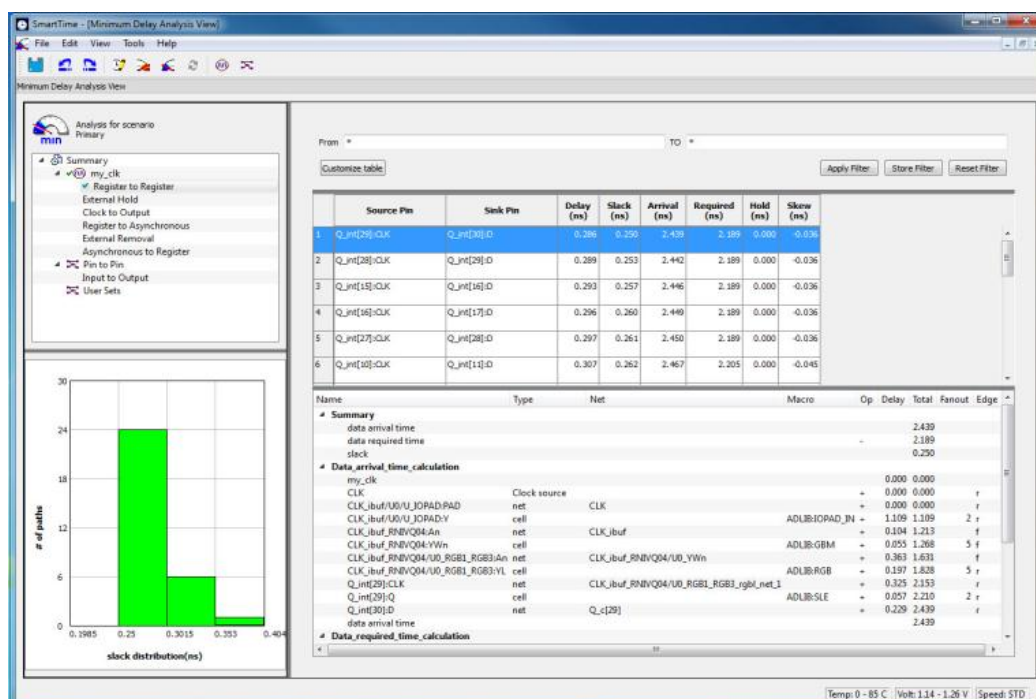 SmartTime - [Minimum Delay Analysis View]
File Edit View Tools Help
Minimum Delay Analysis View
min
Analysis for scenario
Primary
Summary
my_clk
Register to Register
External Hold
Clock to Output
Register to Asynchronous
External Removal
Asynchronous to Register
Pin to Pin
Input to Output
User Sets
From * TO *
Customize table Apply Filter Store Filter Reset Filter
Source Pin Sink Pin Delay (ns) Slack (ns) Arrival (ns) Required (ns) Hold (ns) Skew (ns)
1 Q_int[29]:CLK Q_int[30]:D 0.286 0.250 2.439 2.189 0.000 -0.036
2 Q_int[28]:CLK Q_int[29]:D 0.289 0.253 2.442 2.189 0.000 -0.036
3 Q_int[15]:CLK Q_int[16]:D 0.293 0.257 2.446 2.189 0.000 -0.036
4 Q_int[16]:CLK Q_int[17]:D 0.296 0.260 2.449 2.189 0.000 -0.036
5 Q_int[27]:CLK Q_int[28]:D 0.297 0.261 2.450 2.189 0.000 -0.036
6 Q_int[10]:CLK Q_int[11]:D 0.307 0.262 2.467 2.205 0.000 -0.045
# of paths
30
24
18
12
6
0
0.1985 0.25 0.3015 0.353 0.404
slack distribution(ns)
Name Type Net Macro Op Delay Total Fanout Edge
Summary
data arrival time 2.439
data required time - 2.189
slack 0.250
Data_arrival_time_calculation
my_clk 0.000 0.000
CLK Clock source + 0.000 0.000 r
CLK_ibuf/U0/U_IOPAD:PAD net CLK + 0.000 0.000 r
CLK_ibuf/U0/U_IOPAD:Y cell ADLIB:IOPAD_IN + 1.109 1.109 2 r
CLK_ibuf_RNIVQ04:An net CLK_ibuf + 0.104 1.213 f
CLK_ibuf_RNIVQ04:YWn cell ADLIB:GBM + 0.055 1.268 5 f
CLK_ibuf_RNIVQ04/U0_RGB1_RGB3:An net CLK_ibuf_RNIVQ04/U0_YWn + 0.363 1.631 f
CLK_ibuf_RNIVQ04/U0_RGB1_RGB3:YL cell ADLIB:RGB + 0.197 1.828 5 r
Q_int[29]:CLK net CLK_ibuf_RNIVQ04/U0_RGB1_RGB3_rgbl_net_1 + 0.325 2.153 r
Q_int[29]:Q cell ADLIB:SLE + 0.057 2.210 2 r
Q_int[30]:D net Q_c[29] + 0.229 2.439 r
data arrival time 2.439
Data_required_time_calculation
Temp: 0 - 85 C Volt: 1.14 - 1.26 V Speed: STD